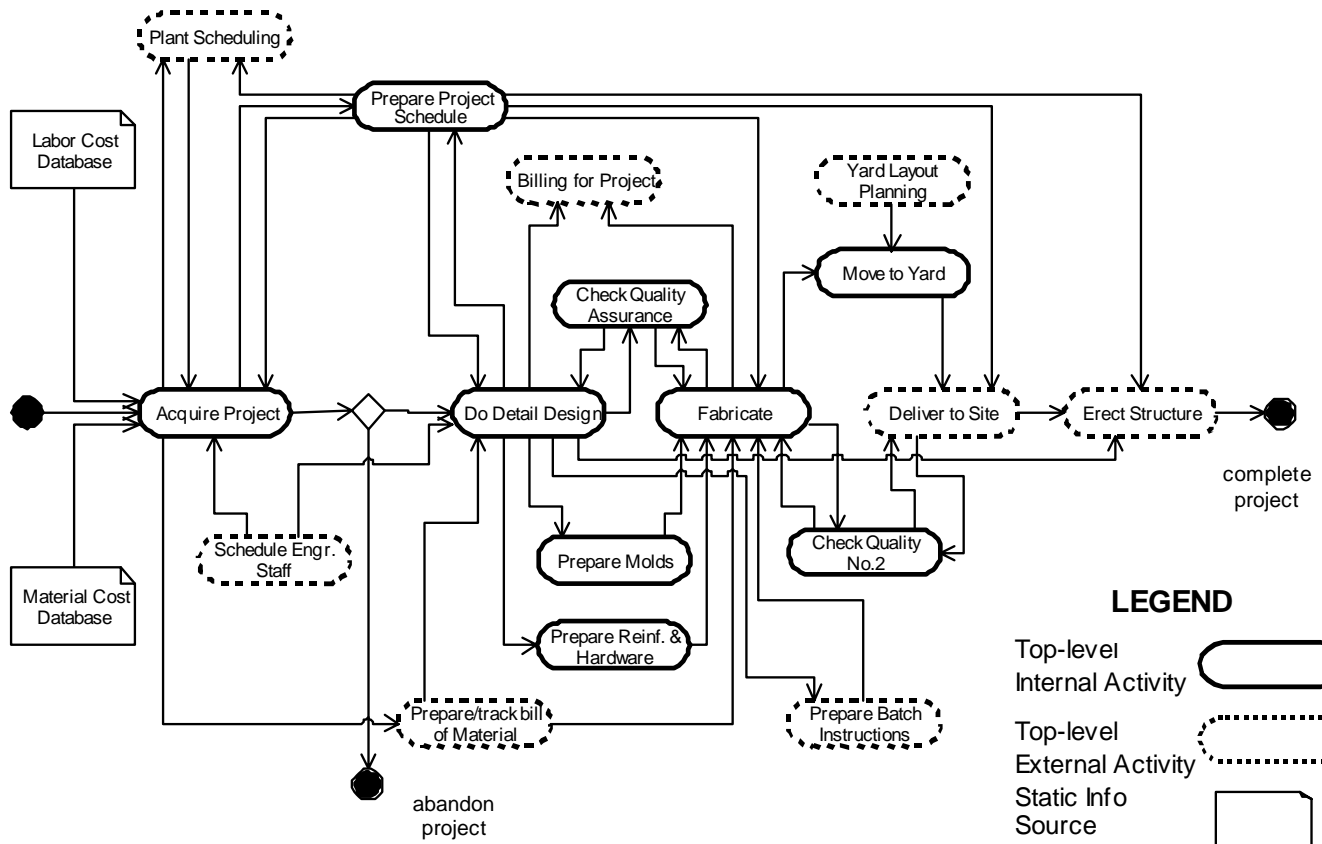 Plant Scheduling
Prepare Project
Schedule
Labor Cost
Database
Billing for Project
Yard Layout
Planning
Move to Yard
Check Quality
Assurance
Acquire Project
Do Detail Design
Fabricate
Deliver to Site
Erect Structure
complete
project
Schedule Engr.
Staff
Prepare Molds
Check Quality
No.2
Material Cost
Database
Prepare Reinf. &
Hardware
Prepare/track bill
of Material
Prepare Batch
Instructions
abandon
project
LEGEND
Top-level
Internal Activity
Top-level
External Activity
Static Info
Source